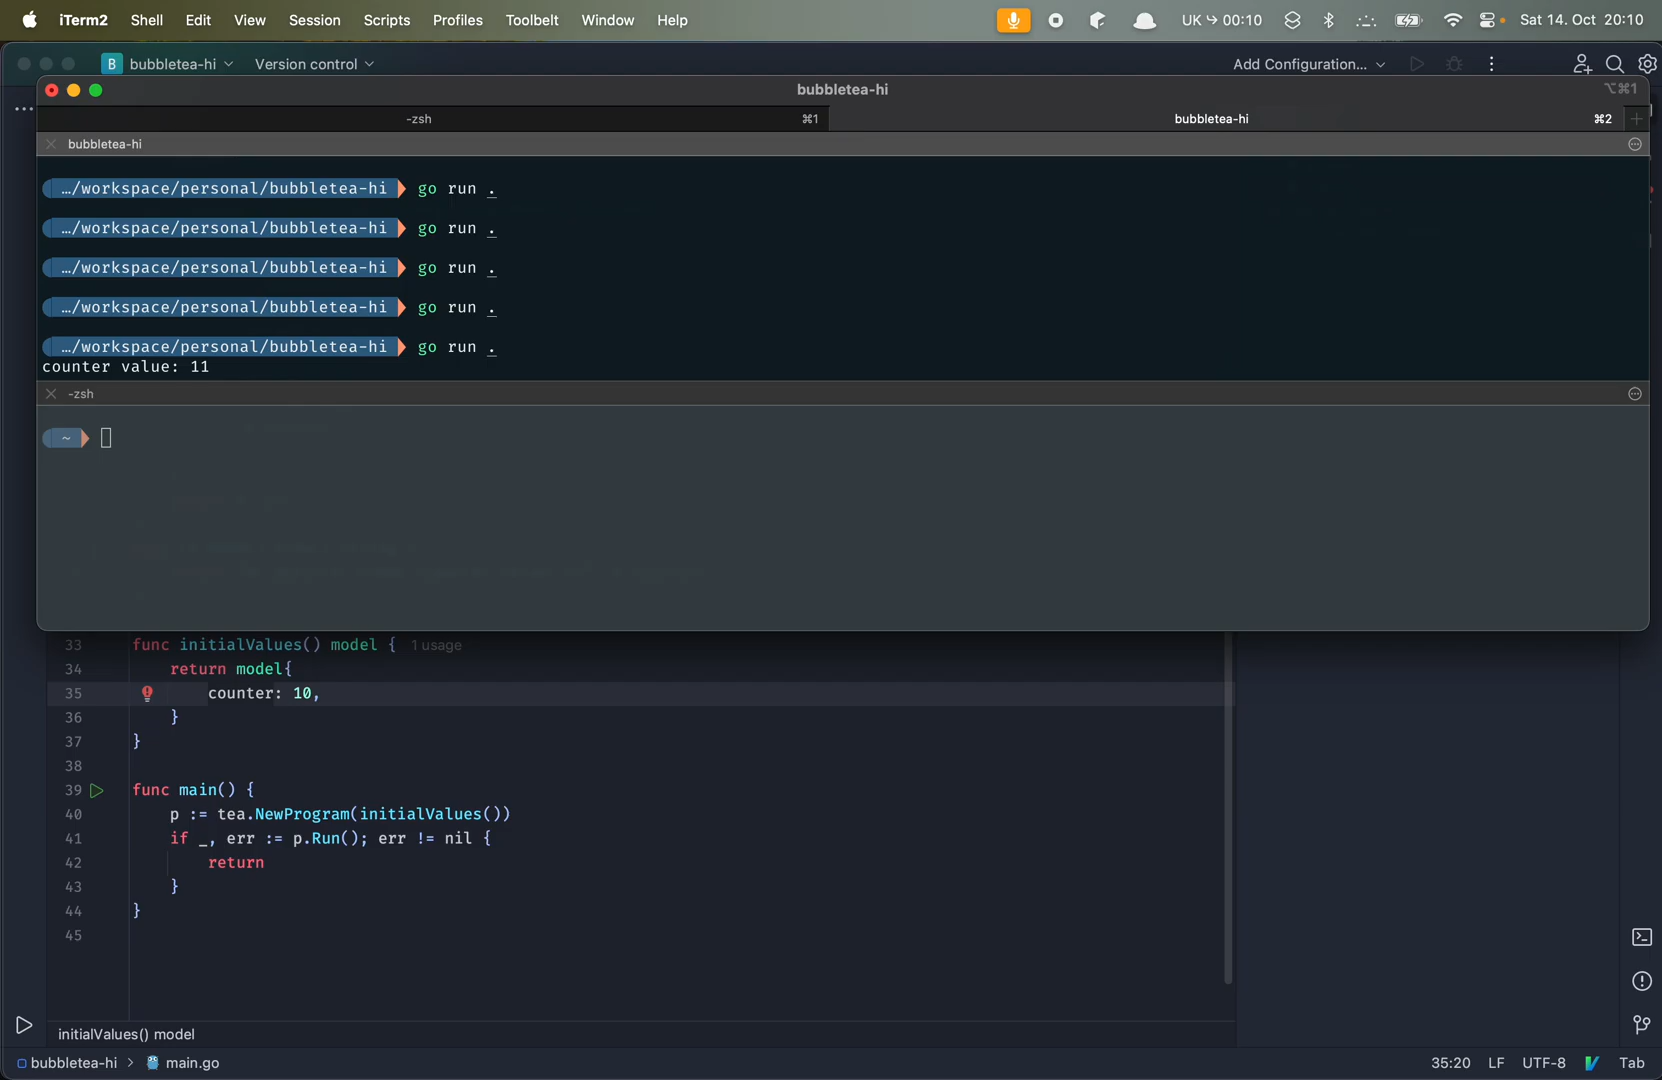 iTerm2 Shell Edit View Session Scripts Profiles Toolbelt Window Help UK ↪ 00:10 Sat 14. Oct 20:10
B bubbletea-hi Version control Add Configuration...
bubbletea-hi ⌥⌘1
-zsh ⌘1 bubbletea-hi ⌘2
bubbletea-hi
…/workspace/personal/bubbletea-hi go run .
…/workspace/personal/bubbletea-hi go run .
…/workspace/personal/bubbletea-hi go run .
…/workspace/personal/bubbletea-hi go run .
…/workspace/personal/bubbletea-hi go run .
counter value: 11
-zsh
~
33 func initialValues() model { 1 usage
34 return model{
35 counter: 10,
36 }
37 }
38
39 func main() {
40 p := tea.NewProgram(initialValues())
41 if _, err := p.Run(); err != nil {
42 return
43 }
44 }
45
initialValues() model
bubbletea-hi > main.go 35:20 LF UTF-8 Tab